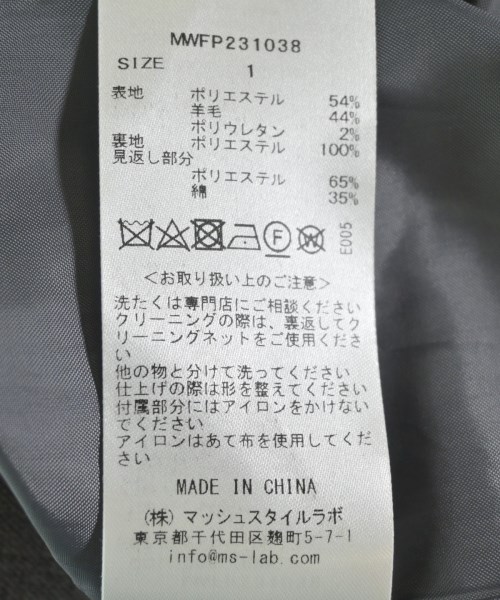 MWFP231038
SIZE 1
表地 ポリエステル 54%
羊毛 44%
ポリウレタン 2%
裏地 ポリエステル 100%
見返し部分
ポリエステル 65%
綿 35%
F W E005
＜お取り扱い上のご注意＞
洗たくは専門店にご相談ください
クリーニングの際は、裏返してク
リーニングネットをご使用くださ
い
他の物と分けて洗ってください
仕上げの際は形を整えてください
付属部分にはアイロンをかけない
でください
アイロンはあて布を使用してくだ
さい
MADE IN CHINA
(株) マッシュスタイルラボ
東京都千代田区麹町5-7-1
info@ms-lab.com